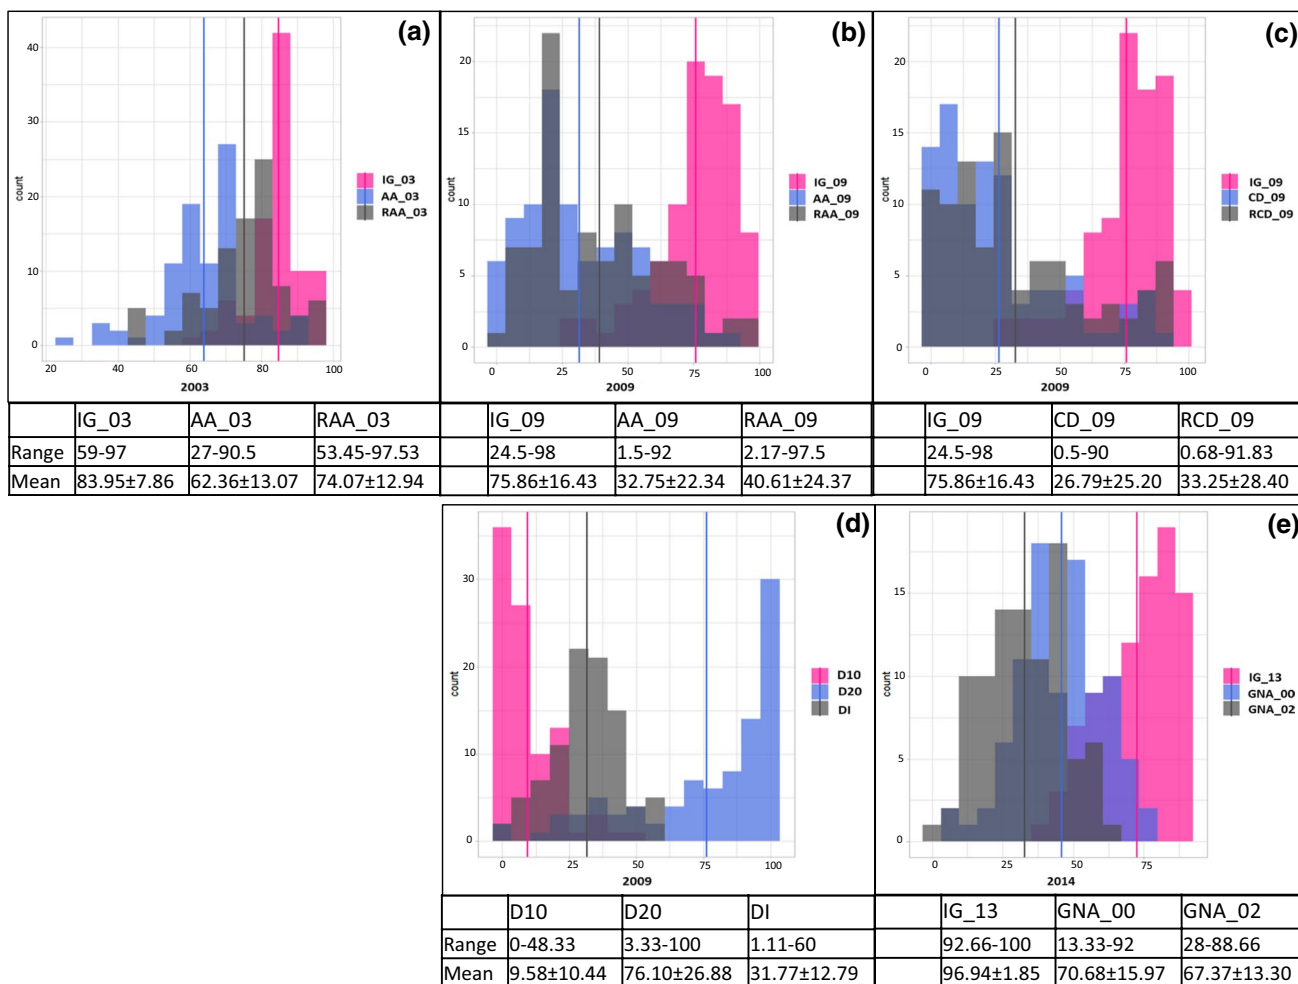 (a)
40
30
20
10
0
count
20 40 60 80 100
2003
IG_03
AA_03
RAA_03
(b)
20
15
10
5
0
count
0 25 50 75 100
2009
IG_09
AA_09
RAA_09
(c)
20
15
10
5
0
count
0 25 50 75 100
2009
IG_09
CD_09
RCD_09
IG_03 AA_03 RAA_03
Range 59-97 27-90.5 53.45-97.53
Mean 83.95±7.86 62.36±13.07 74.07±12.94
IG_09 AA_09 RAA_09
24.5-98 1.5-92 2.17-97.5
75.86±16.43 32.75±22.34 40.61±24.37
IG_09 CD_09 RCD_09
24.5-98 0.5-90 0.68-91.83
75.86±16.43 26.79±25.20 33.25±28.40
(d)
30
20
10
0
count
0 25 50 75 100
2009
D10
D20
DI
(e)
15
10
5
0
count
0 25 50 75
2014
IG_13
GNA_00
GNA_02
D10 D20 DI
Range 0-48.33 3.33-100 1.11-60
Mean 9.58±10.44 76.10±26.88 31.77±12.79
IG_13 GNA_00 GNA_02
Range 92.66-100 13.33-92 28-88.66
Mean 96.94±1.85 70.68±15.97 67.37±13.30